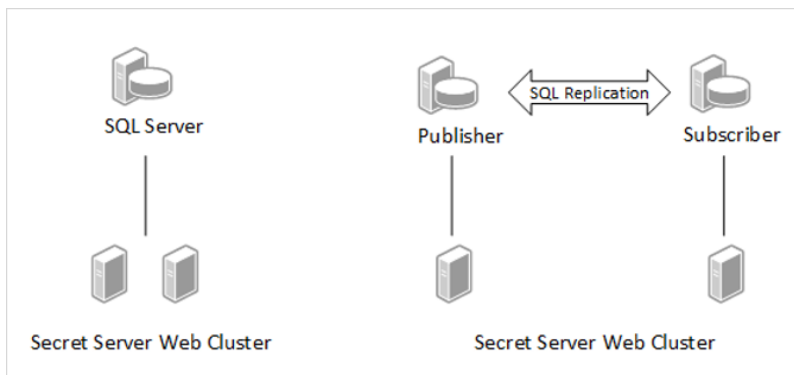 SQL Server
Secret Server Web Cluster
SQL Replication
Publisher
Subscriber
Secret Server Web Cluster